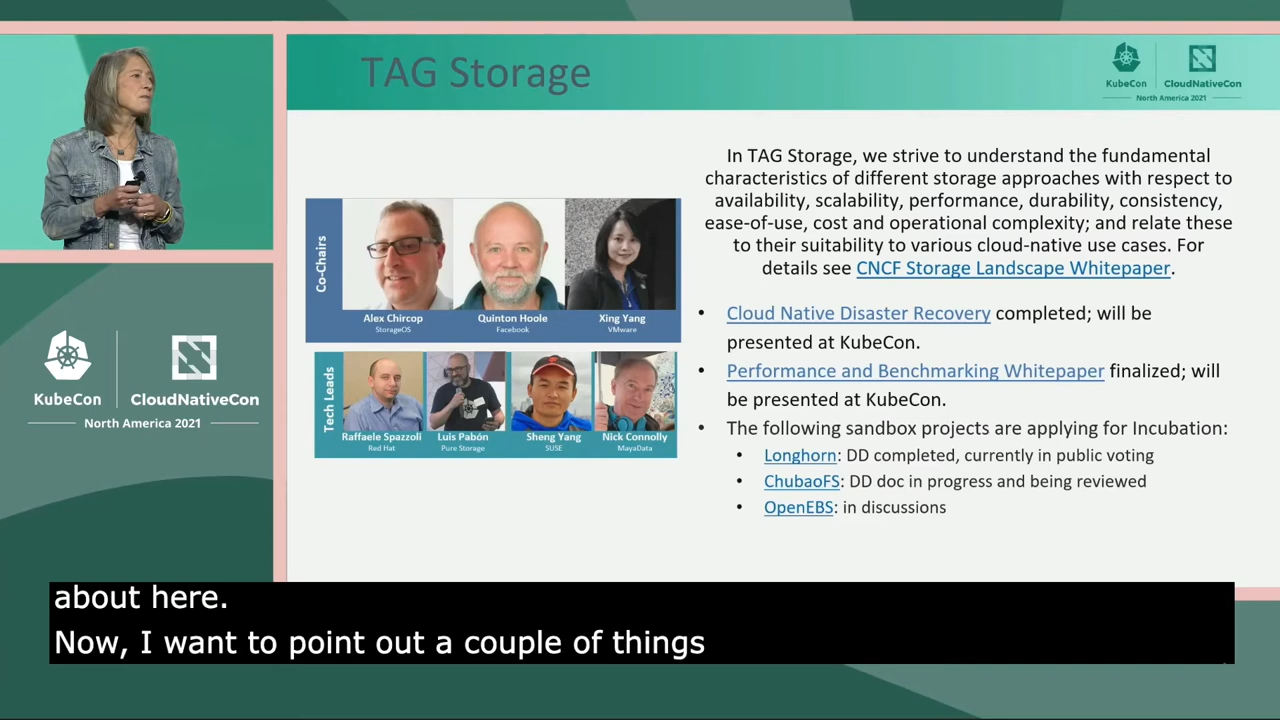 TAG Storage
KubeCon
CloudNativeCon
North America 2021
In TAG Storage, we strive to understand the fundamental
characteristics of different storage approaches with respect to
availability, scalability, performance, durability, consistency,
ease-of-use, cost and operational complexity; and relate these
to their suitability to various cloud-native use cases. For
details see CNCF Storage Landscape Whitepaper.
Co-Chairs
Alex Chircop
StorageOS
Quinton Hoole
Facebook
Xing Yang
VMware
Tech Leads
Raffaele Spazzoli
Red Hat
Luis Pabón
Pure Storage
Sheng Yang
SUSE
Nick Connolly
MayaData
• Cloud Native Disaster Recovery completed; will be
presented at KubeCon.
• Performance and Benchmarking Whitepaper finalized; will
be presented at KubeCon.
• The following sandbox projects are applying for Incubation:
• Longhorn: DD completed, currently in public voting
• ChubaoFS: DD doc in progress and being reviewed
• OpenEBS: in discussions
KubeCon
CloudNativeCon
North America 2021
about here.
Now, I want to point out a couple of things